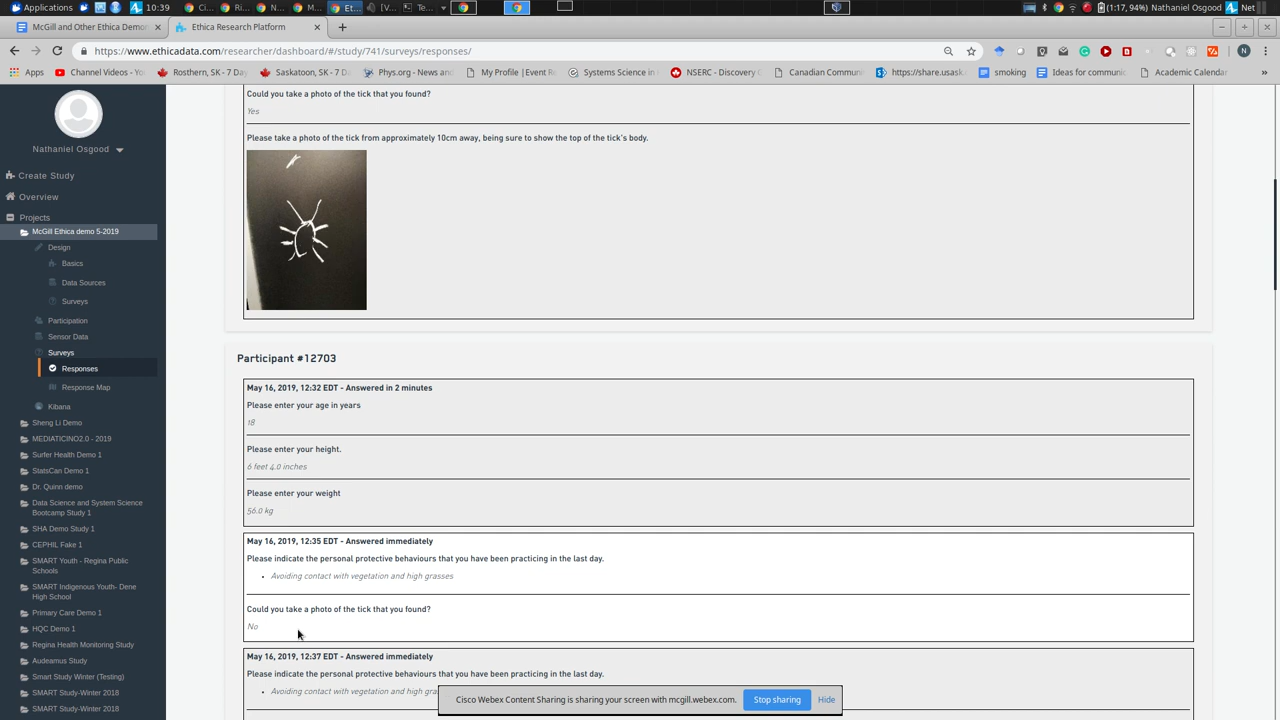 Applications
10:39
Ci...
Ri...
N...
M...
Et...
[V...
Te...
(1:17, 94%)
Nathaniel Osgood
Net
McGill and Other Ethica Demon
Ethica Research Platform
https://www.ethicadata.com/researcher/dashboard/#/study/741/surveys/responses/
Apps
Channel Videos - Yo
Rosthern, SK - 7 Day
Saskatoon, SK - 7 D
Phys.org - News and
My Profile | Event R
Systems Science in
NSERC - Discovery
Canadian Commun
https://share.usask.
smoking
Ideas for communic
Academic Calendar
»
Nathaniel Osgood
Create Study
Overview
Projects
McGill Ethica demo 5-2019
Design
Basics
Data Sources
Surveys
Participation
Sensor Data
Surveys
Responses
Response Map
Kibana
Sheng Li Demo
MEDIATICINO2.0 - 2019
Surfer Health Demo 1
StatsCan Demo 1
Dr. Quinn demo
Data Science and System Science
Bootcamp Study 1
SHA Demo Study 1
CEPHIL Fake 1
SMART Youth - Regina Public
Schools
SMART Indigenous Youth- Dene
High School
Primary Care Demo 1
HQC Demo 1
Regina Health Monitoring Study
Audeamus Study
Smart Study Winter (Testing)
SMART Study-Winter 2018
SMART Study-Winter 2018
Could you take a photo of the tick that you found?
Yes
Please take a photo of the tick from approximately 10cm away, being sure to show the top of the tick's body.
Participant #12703
May 16, 2019, 12:32 EDT - Answered in 2 minutes
Please enter your age in years
18
Please enter your height.
6 feet 4.0 inches
Please enter your weight
56.0 kg
May 16, 2019, 12:35 EDT - Answered immediately
Please indicate the personal protective behaviours that you have been practicing in the last day.
• Avoiding contact with vegetation and high grasses
Could you take a photo of the tick that you found?
No
May 16, 2019, 12:37 EDT - Answered immediately
Please indicate the personal protective behaviours that you have been practicing in the last day.
• Avoiding contact with vegetation and high gra
Cisco Webex Content Sharing is sharing your screen with mcgill.webex.com.
Stop sharing
Hide